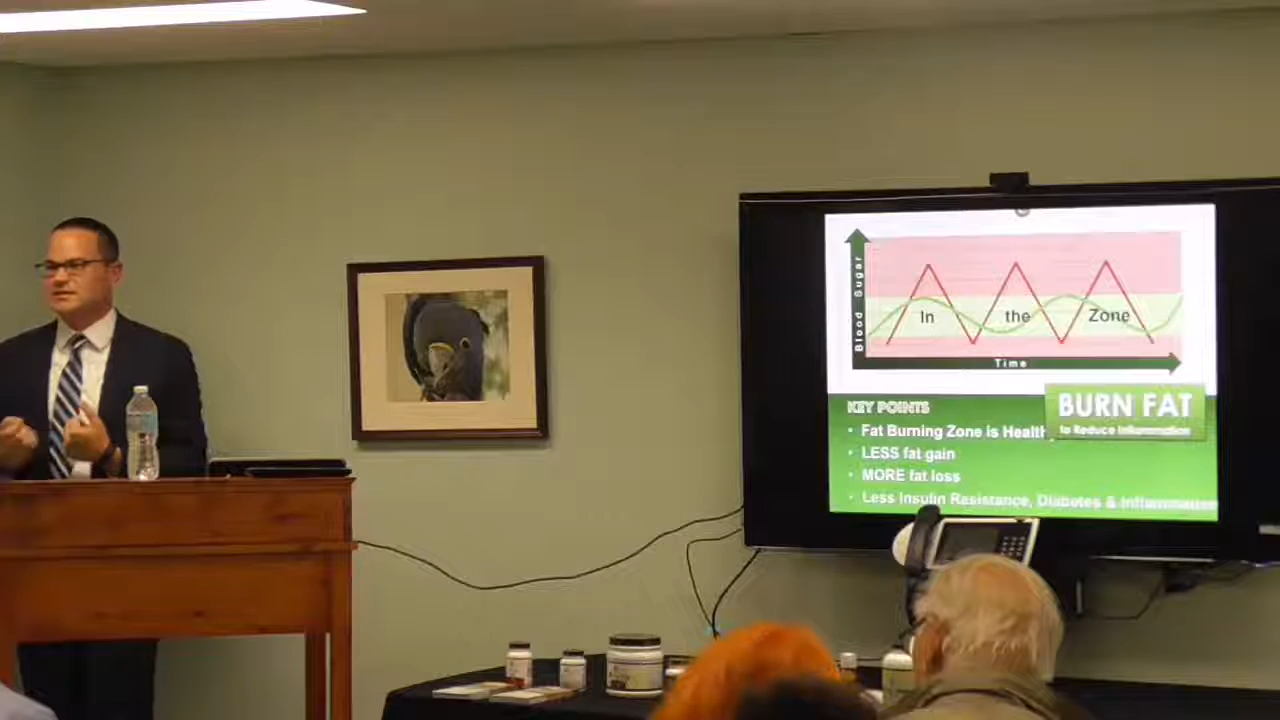 Blood Sugar
In the Zone
Time
BURN FAT
to Reduce Inflammation
KEY POINTS
• Fat Burning Zone is Health
• LESS fat gain
• MORE fat loss
• Less Insulin Resistance, Diabetes & Inflammation